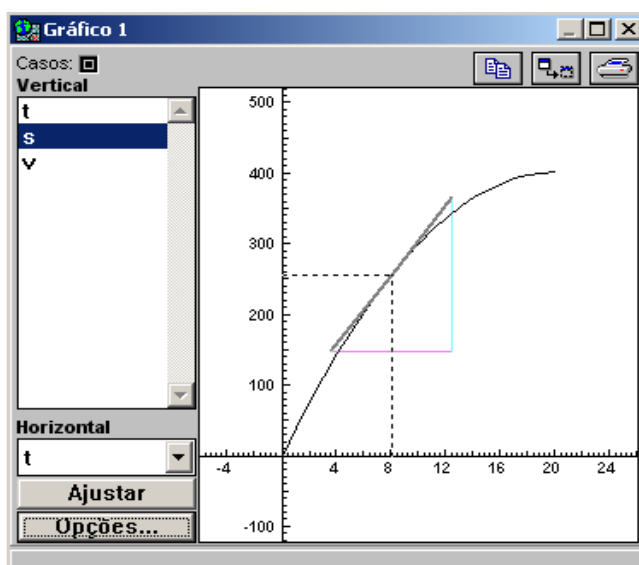 Gráfico 1
Casos:
Vertical
t
s
v
Horizontal
t
Ajustar
Opções...
500
400
300
200
100
-100
-4
4
8
12
16
20
24